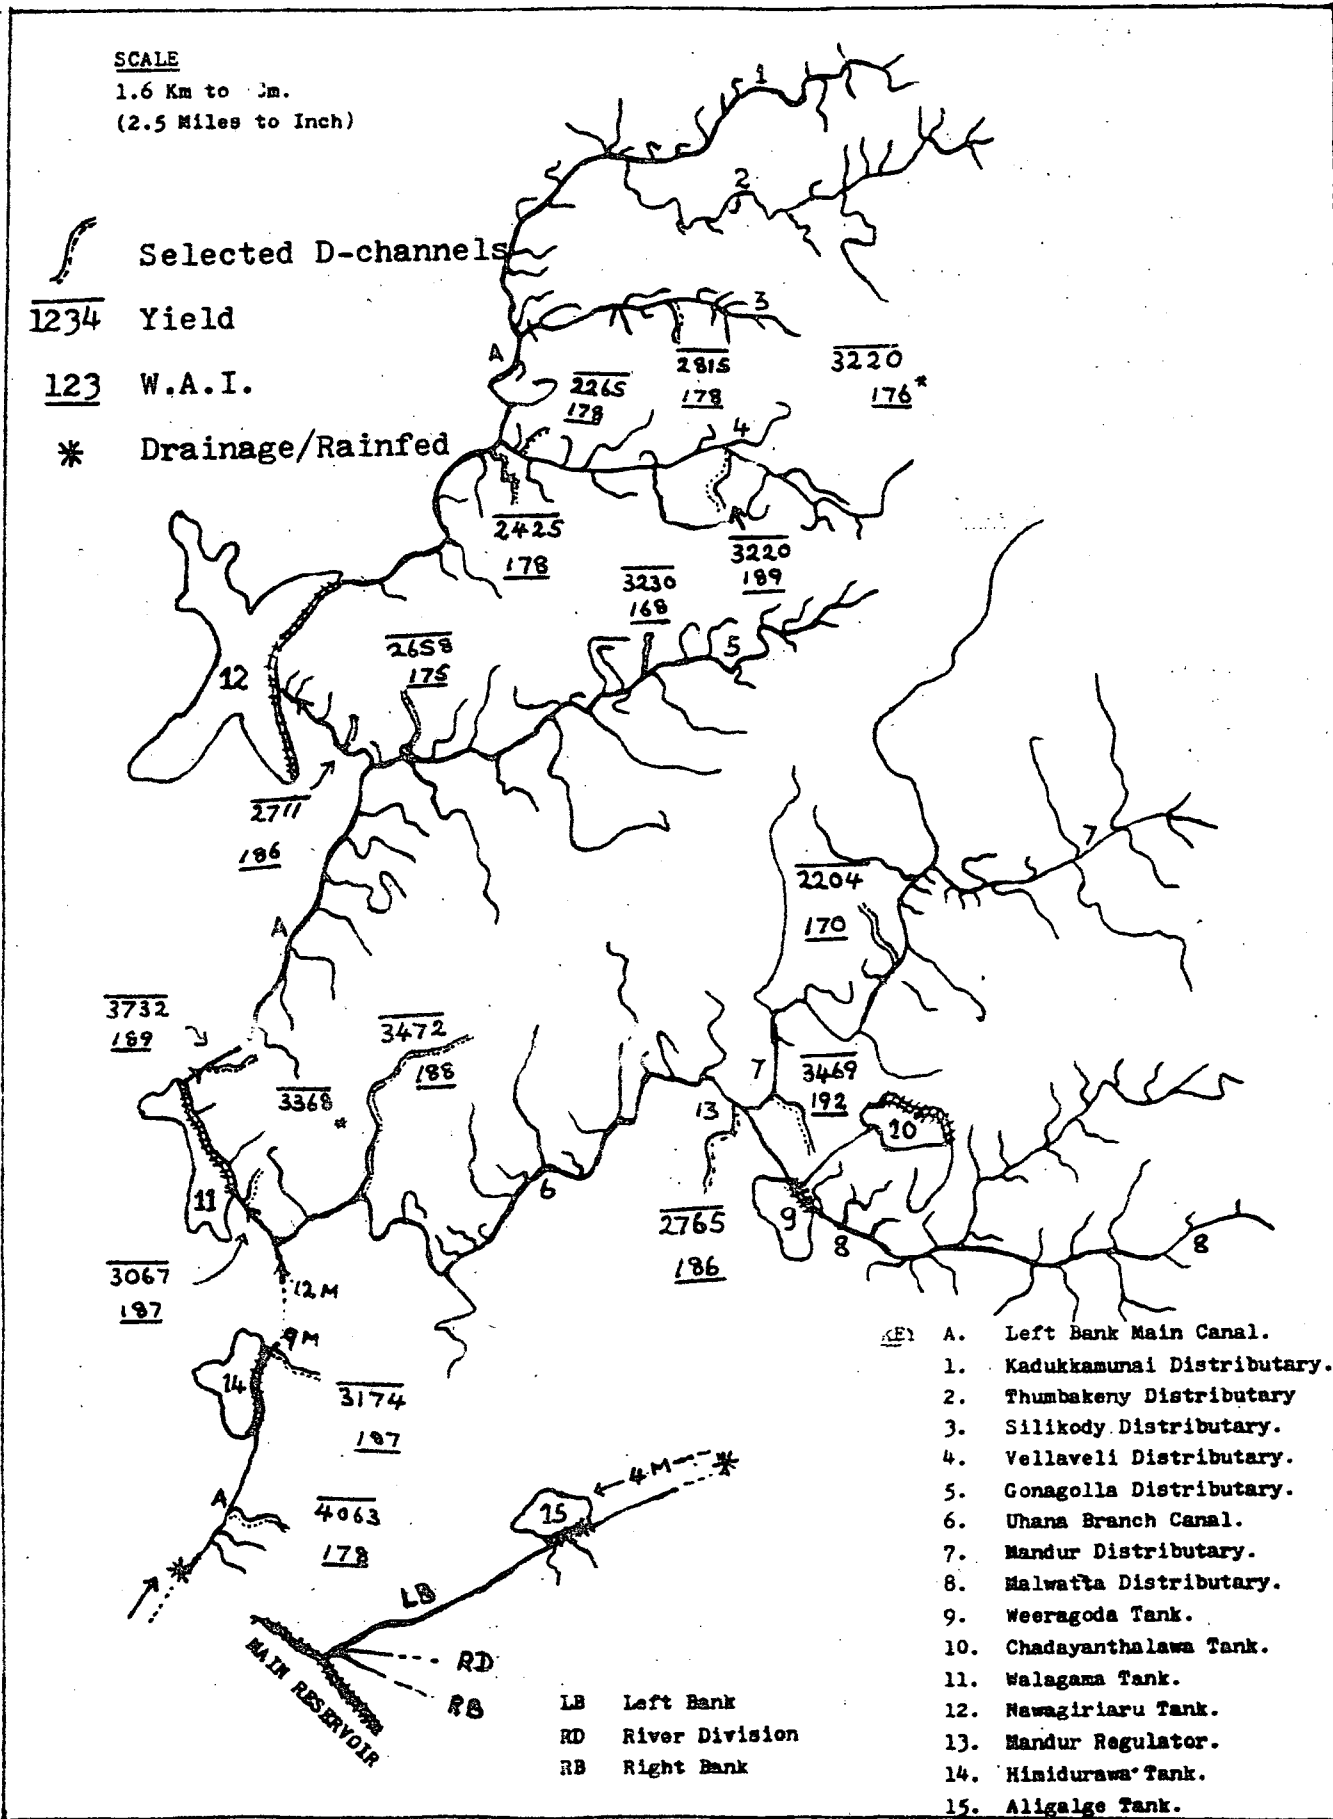 SCALE
1.6 Km to Cm.
(2.5 Miles to Inch)
Selected D-channels
1234 Yield
123 W.A.I.
* Drainage/Rainfed
1
2
3
A
2265
178
2815
178
3220
176*
4
2425
178
3220
189
3230
168
2658
175
5
12
2711
186
7
2204
170
A
3732
189
3472
188
3368
*
7
3469
192
13
10
11
6
9
8
8
2765
186
3067
187
12 M
9 M
14
3174
187
A
4063
178
15
4 M
LB
RD
RB
MAIN RESERVOIR
LB Left Bank
RD River Division
RB Right Bank
KEY A. Left Bank Main Canal.
1. Kadukkamunai Distributary.
2. Thumbakeny Distributary
3. Silikody Distributary.
4. Vellaveli Distributary.
5. Gonagolla Distributary.
6. Uhana Branch Canal.
7. Mandur Distributary.
8. Malwatta Distributary.
9. Weeragoda Tank.
10. Chadayanthalawa Tank.
11. Walagama Tank.
12. Nawagiriaru Tank.
13. Mandur Regulator.
14. Himidurawa Tank.
15. Aligalge Tank.